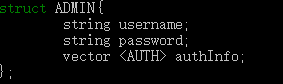 struct ADMIN{
string username;
string password;
vector <AUTH> authInfo;
};